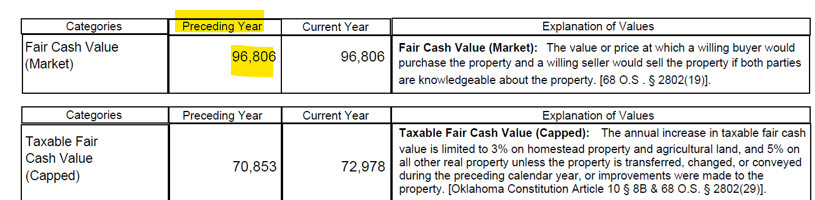 Categories Preceding Year Current Year Explanation of Values
Fair Cash Value
(Market)
96,806 96,806
Fair Cash Value (Market): The value or price at which a willing buyer would
purchase the property and a willing seller would sell the property if both parties
are knowledgeable about the property. [68 O.S . § 2802(19)].
Categories Preceding Year Current Year Explanation of Values
Taxable Fair
Cash Value
(Capped)
70,853 72,978
Taxable Fair Cash Value (Capped): The annual increase in taxable fair cash
value is limited to 3% on homestead property and agricultural land, and 5% on
all other real property unless the property is transferred, changed, or conveyed
during the preceding calendar year, or improvements were made to the
property. [Oklahoma Constitution Article 10 § 8B & 68 O.S. § 2802(29)].